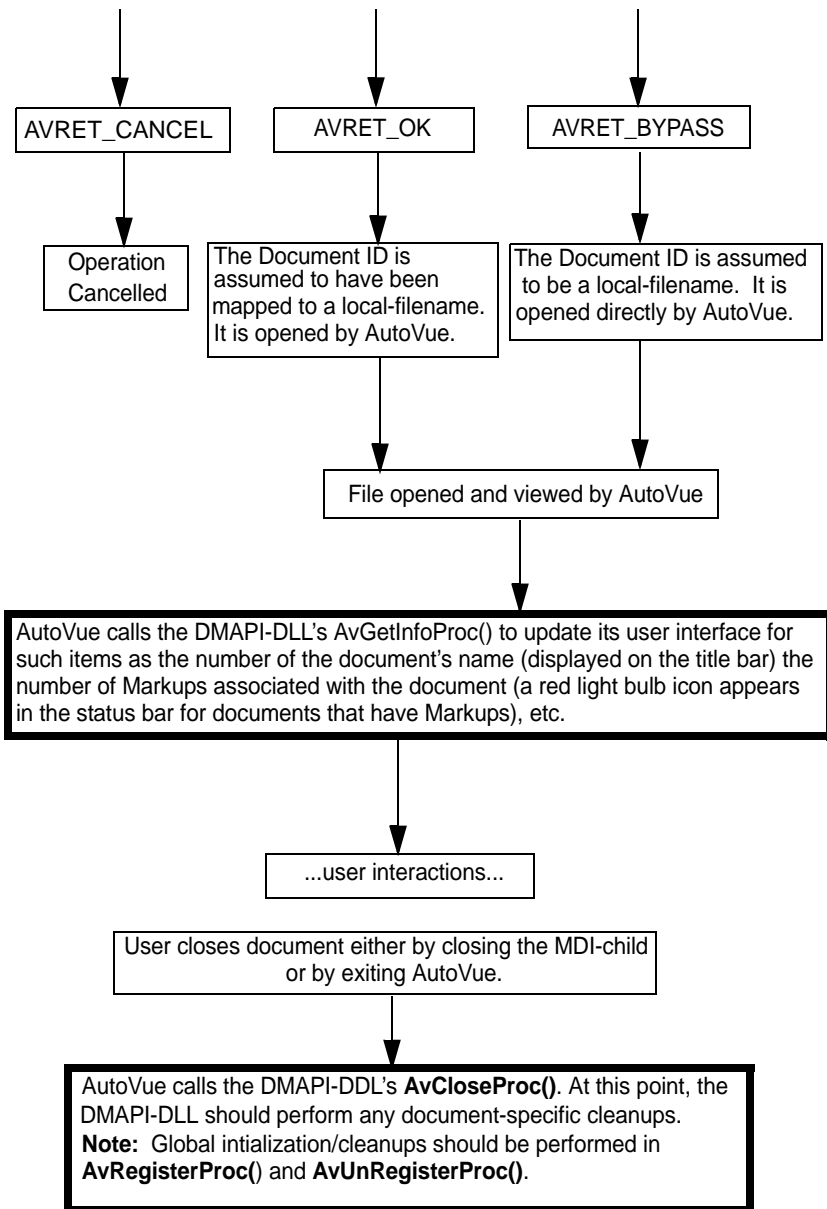 AVRET_CANCEL
AVRET_OK
AVRET_BYPASS
Operation
Cancelled
The Document ID is
assumed to have been
mapped to a local-filename.
It is opened by AutoVue.
The Document ID is assumed
to be a local-filename. It is
opened directly by AutoVue.
File opened and viewed by AutoVue
AutoVue calls the DMAPI-DLL's AvGetInfoProc() to update its user interface for
such items as the number of the document's name (displayed on the title bar) the
number of Markups associated with the document (a red light bulb icon appears
in the status bar for documents that have Markups), etc.
...user interactions...
User closes document either by closing the MDI-child
or by exiting AutoVue.
AutoVue calls the DMAPI-DDL's AvCloseProc(). At this point, the
DMAPI-DLL should perform any document-specific cleanups.
Note: Global intialization/cleanups should be performed in
AvRegisterProc() and AvUnRegisterProc().